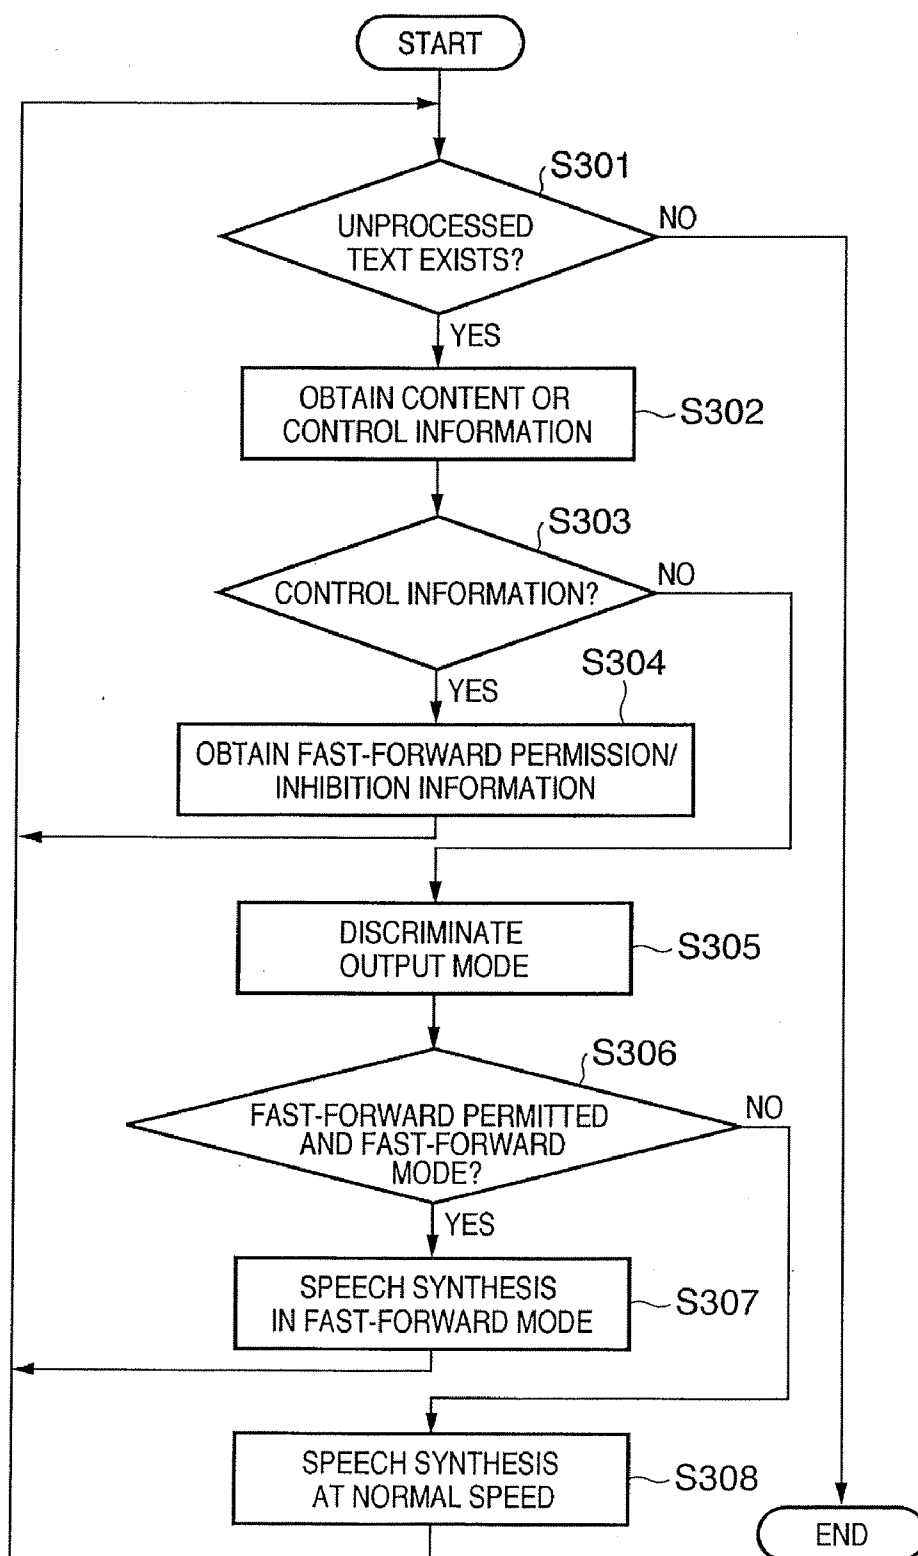 START
S301
UNPROCESSED
TEXT EXISTS?
NO
YES
OBTAIN CONTENT OR
CONTROL INFORMATION
S302
S303
CONTROL INFORMATION?
NO
YES
S304
OBTAIN FAST-FORWARD PERMISSION/
INHIBITION INFORMATION
DISCRIMINATE
OUTPUT MODE
S305
S306
FAST-FORWARD PERMITTED
AND FAST-FORWARD
MODE?
NO
YES
SPEECH SYNTHESIS
IN FAST-FORWARD MODE
S307
SPEECH SYNTHESIS
AT NORMAL SPEED
S308
END